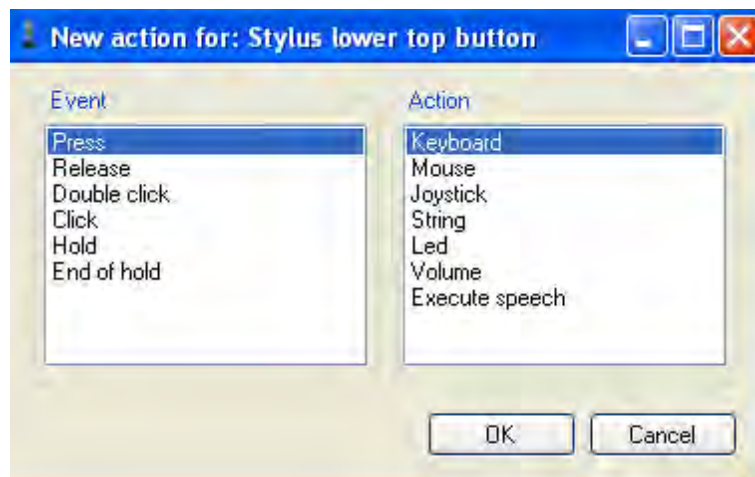 New action for: Stylus lower top button
Event
Press
Release
Double click
Click
Hold
End of hold
Action
Keyboard
Mouse
Joystick
String
Led
Volume
Execute speech
OK
Cancel